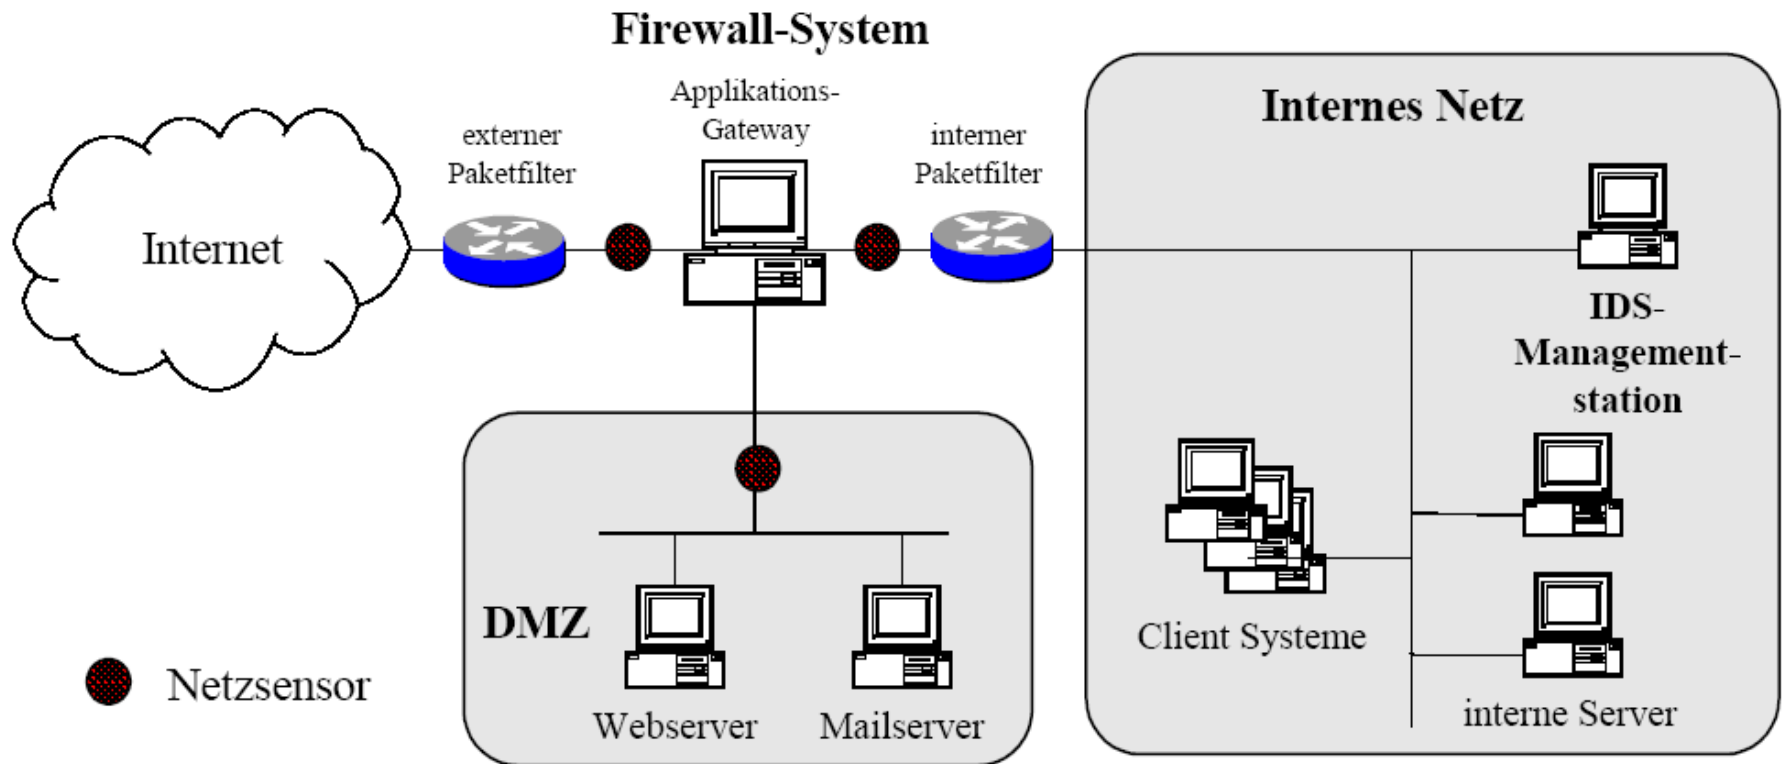 Firewall-System
Applikations-
Gateway
externer
Paketfilter
interner
Paketfilter
Internet
Internes Netz
IDS-
Management-
station
Client Systeme
interne Server
DMZ
Webserver
Mailserver
Netzsensor